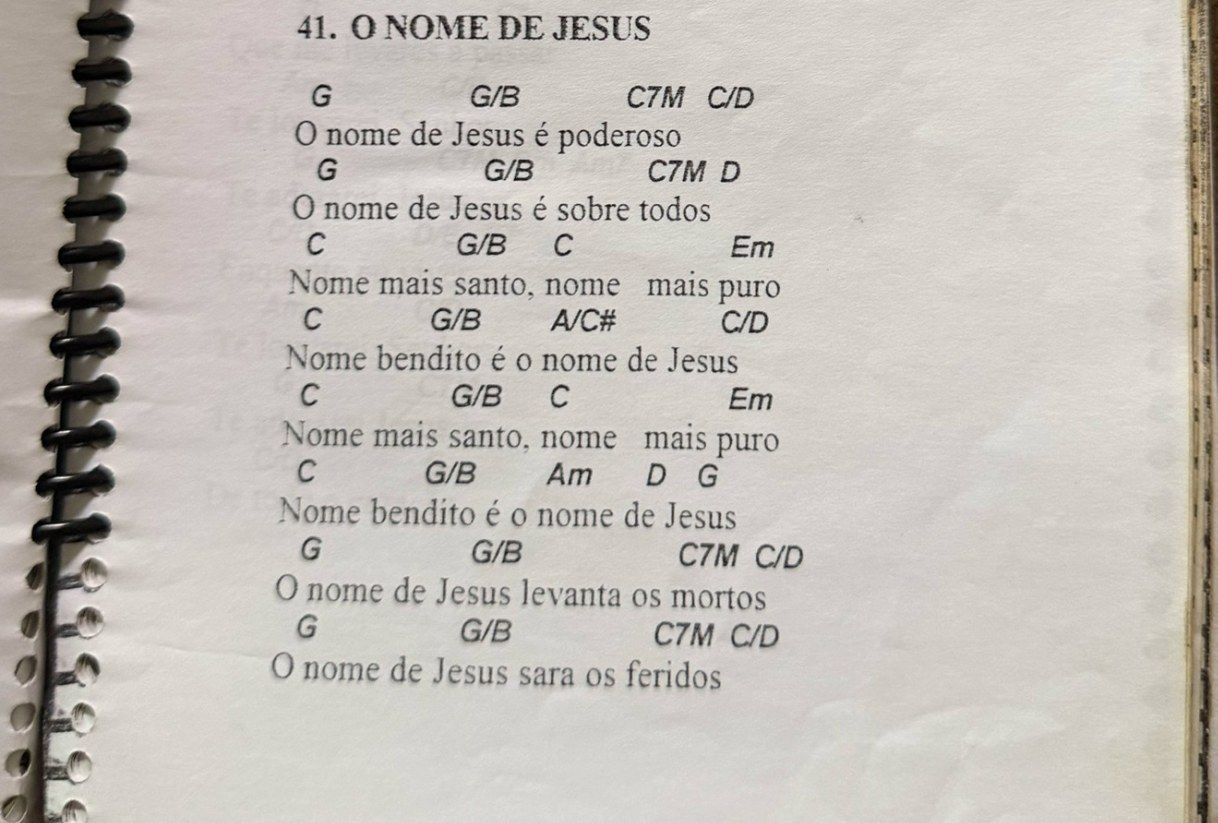 41. O NOME DE JESUS
G G/B C7M C/D
O nome de Jesus é poderoso
G G/B C7M D
O nome de Jesus é sobre todos
C G/B C Em
Nome mais santo, nome mais puro
C G/B A/C# C/D
Nome bendito é o nome de Jesus
C G/B C Em
Nome mais santo, nome mais puro
C G/B Am D G
Nome bendito é o nome de Jesus
G G/B C7M C/D
O nome de Jesus levanta os mortos
G G/B C7M C/D
O nome de Jesus sara os feridos